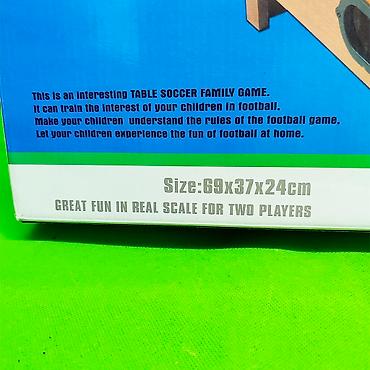 This is an interesting TABLE SOCCER FAMILY GAME.
It can train the interest of your children in football.
Make your children understand the rules of the football game.
Let your children experience the fun of football at home.
Size:69x37x24cm
GREAT FUN IN REAL SCALE FOR TWO PLAYERS